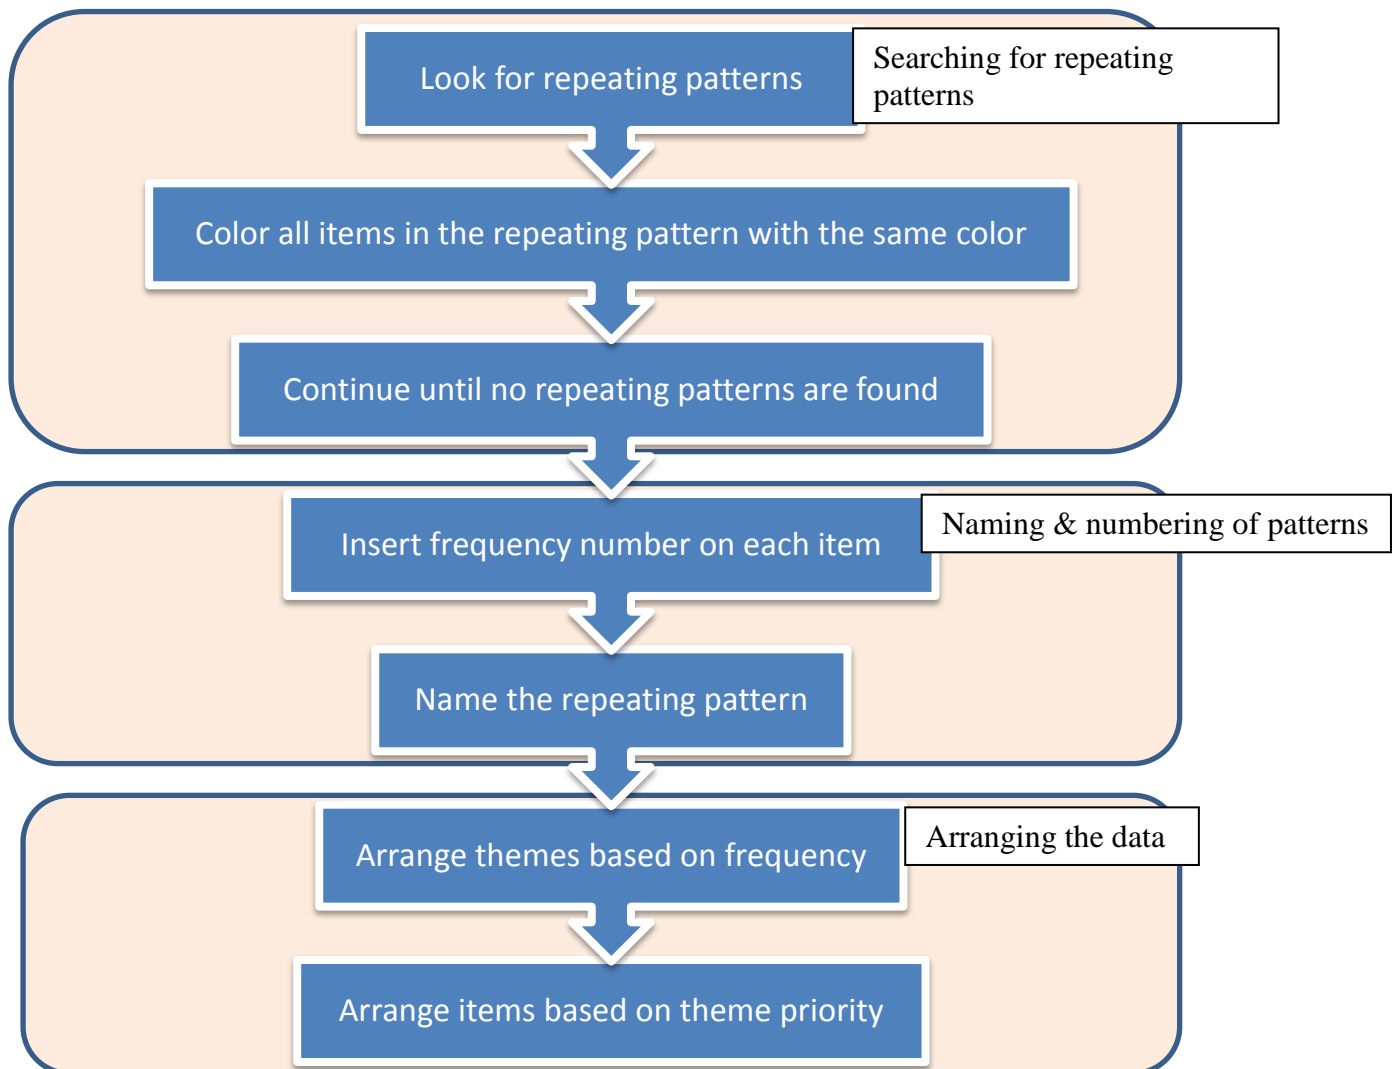 Look for repeating patterns
Searching for repeating
patterns
Color all items in the repeating pattern with the same color
Continue until no repeating patterns are found
Insert frequency number on each item
Naming & numbering of patterns
Name the repeating pattern
Arrange themes based on frequency
Arranging the data
Arrange items based on theme priority